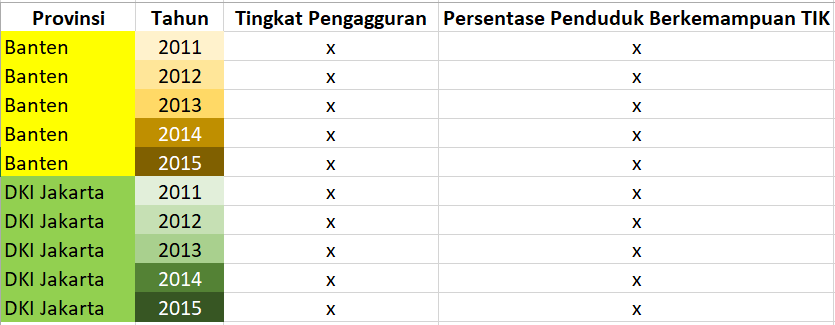 Provinsi Tahun Tingkat Pengagguran Persentase Penduduk Berkemampuan TIK
Banten 2011 x x
Banten 2012 x x
Banten 2013 x x
Banten 2014 x x
Banten 2015 x x
DKI Jakarta 2011 x x
DKI Jakarta 2012 x x
DKI Jakarta 2013 x x
DKI Jakarta 2014 x x
DKI Jakarta 2015 x x